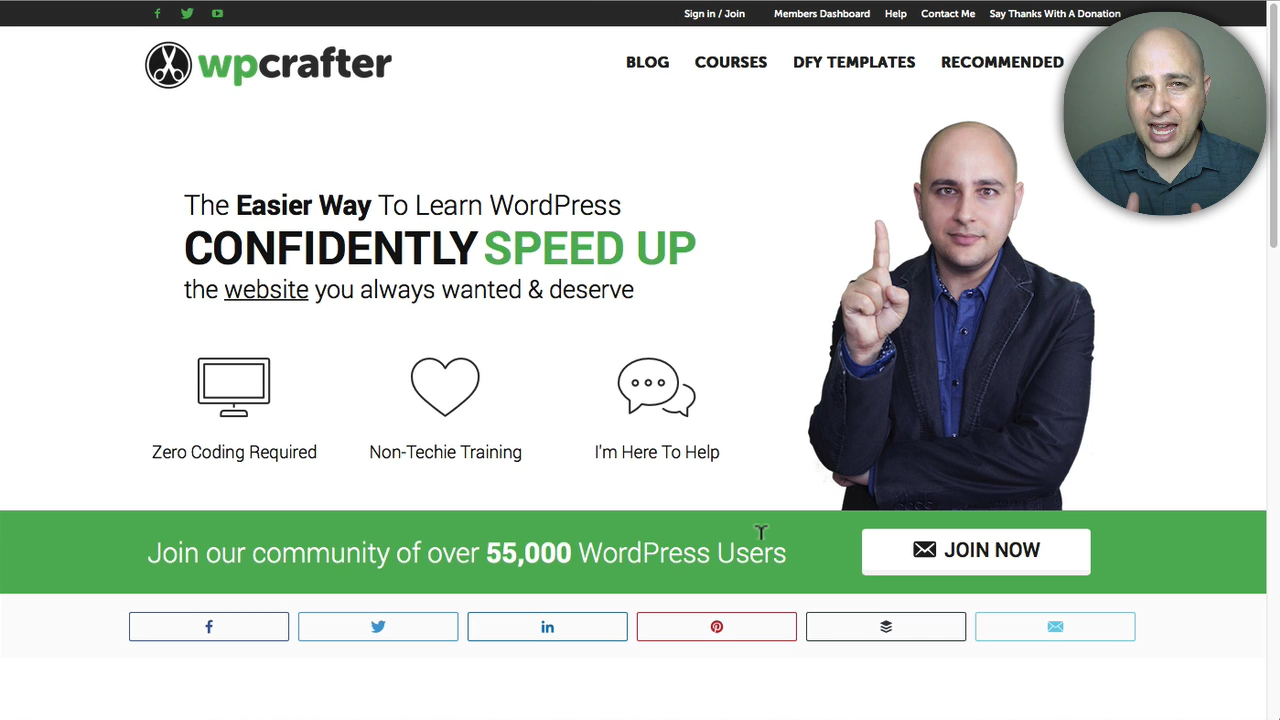 Sign in / Join Members Dashboard Help Contact Me Say Thanks With A Donation
wpcrafter
BLOG COURSES DFY TEMPLATES RECOMMENDED
The Easier Way To Learn WordPress
CONFIDENTLY SPEED UP
the website you always wanted & deserve
Zero Coding Required Non-Techie Training I'm Here To Help
Join our community of over 55,000 WordPress Users
JOIN NOW